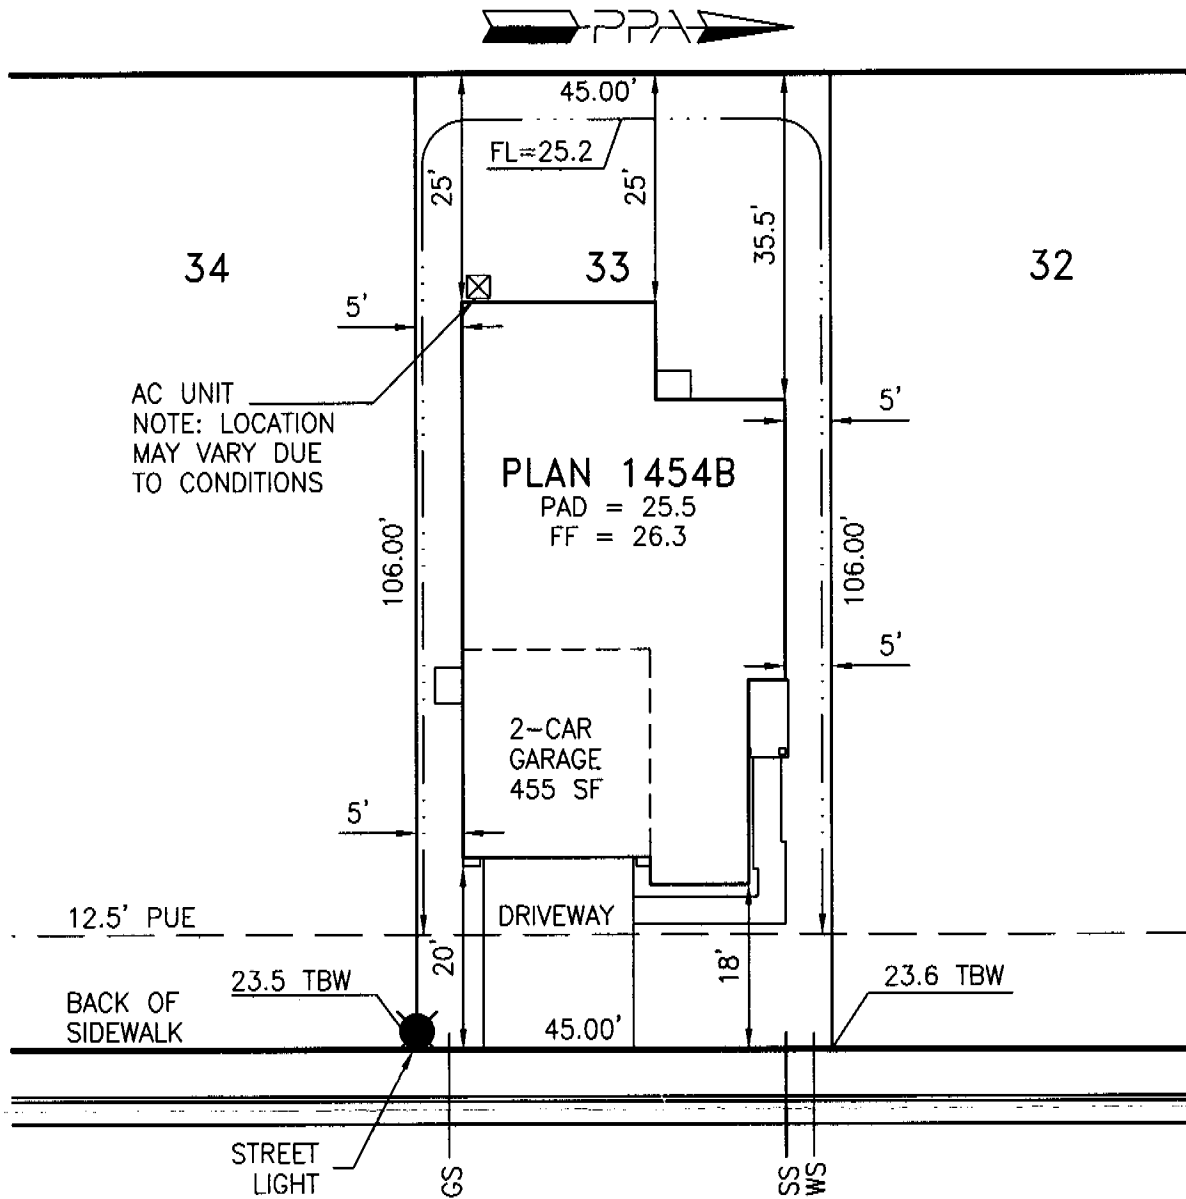 PPA
45.00'
FL=25.2
25'
25'
35.5'
34
33
32
5'
AC UNIT
NOTE: LOCATION
MAY VARY DUE
TO CONDITIONS
5'
PLAN 1454B
PAD = 25.5
FF = 26.3
106.00'
106.00'
5'
2-CAR
GARAGE
455 SF
5'
12.5' PUE
DRIVEWAY
20'
18'
23.5 TBW
23.6 TBW
BACK OF
SIDEWALK
45.00'
STREET
LIGHT
GS
SS
WS